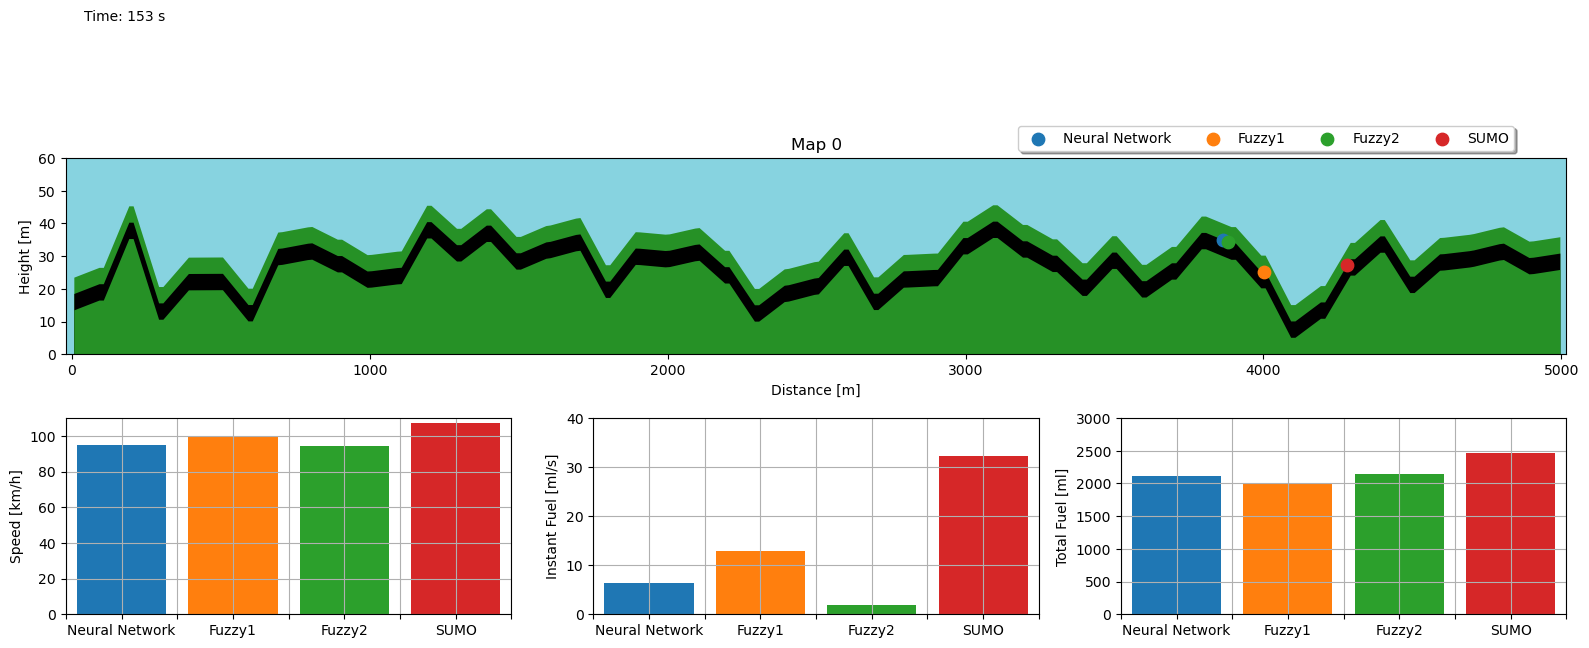 Time: 153 s
Neural Network Fuzzy1 Fuzzy2 SUMO
Map 0
60
50
40
30
20
10
0
Height [m]
0 1000 2000 3000 4000 5000
Distance [m]
100
80
60
40
20
0
Speed [km/h]
Neural Network Fuzzy1 Fuzzy2 SUMO
40
30
20
10
0
Instant Fuel [ml/s]
Neural Network Fuzzy1 Fuzzy2 SUMO
3000
2500
2000
1500
1000
500
0
Total Fuel [ml]
Neural Network Fuzzy1 Fuzzy2 SUMO